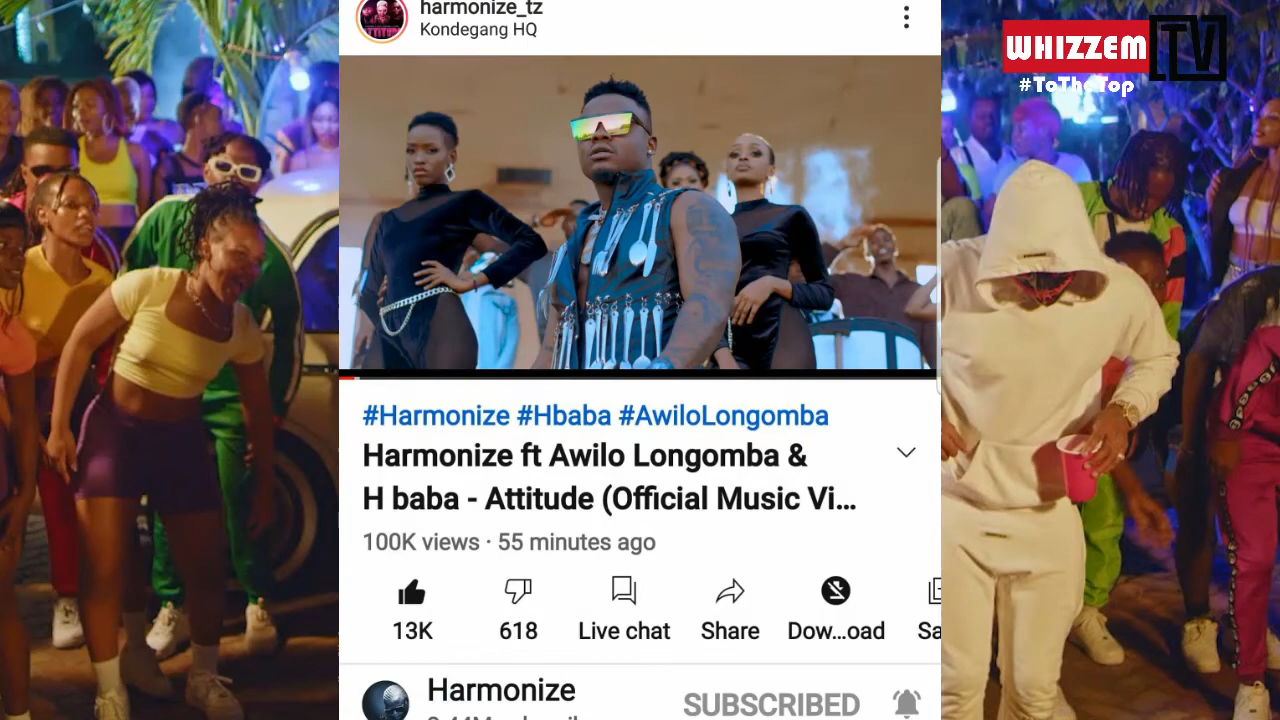 harmonize_tz
Kondegang HQ
WHIZZEM TV
#ToTheTop
#Harmonize #Hbaba #AwiloLongomba
Harmonize ft Awilo Longomba &
H baba - Attitude (Official Music Vi...
100K views · 55 minutes ago
13K 618 Live chat Share Dow...oad Sa
Harmonize
SUBSCRIBED